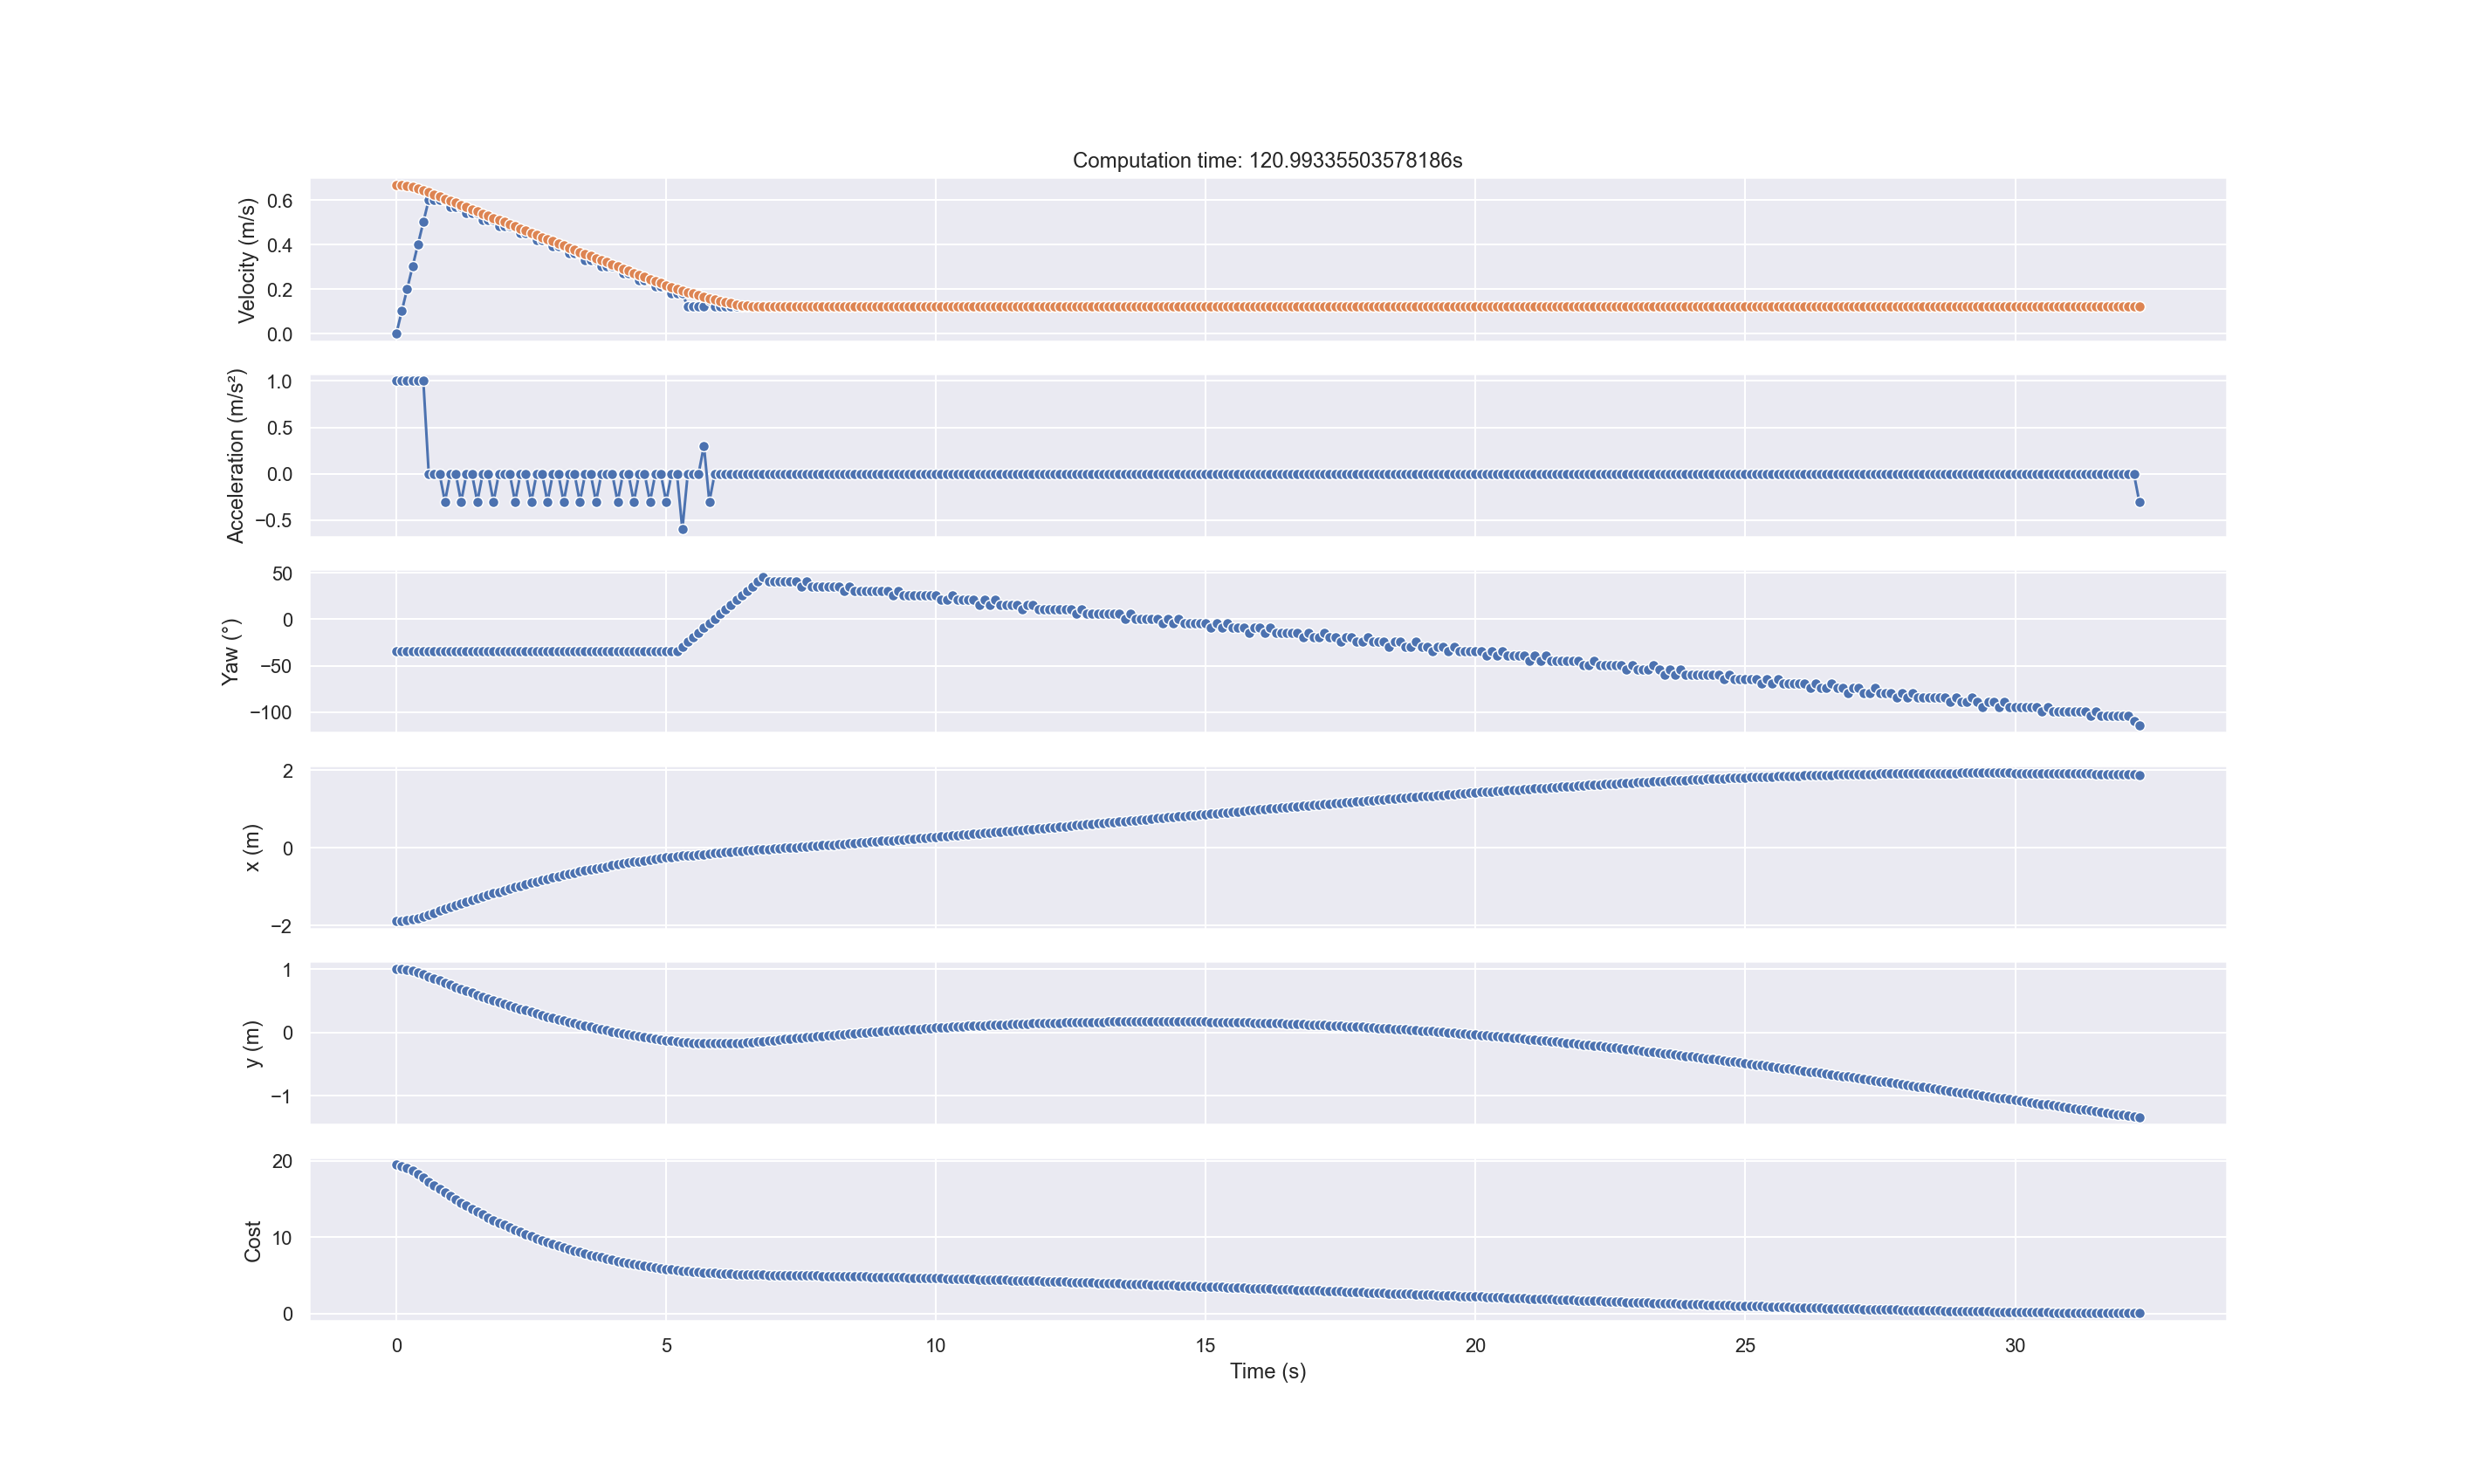 Computation time: 120.99335503578186s
Velocity (m/s)
0.6
0.4
0.2
0.0
Acceleration (m/s²)
1.0
0.5
0.0
−0.5
Yaw (°)
50
0
−50
−100
x (m)
2
0
−2
y (m)
1
0
−1
Cost
20
10
0
0 5 10 15 20 25 30
Time (s)